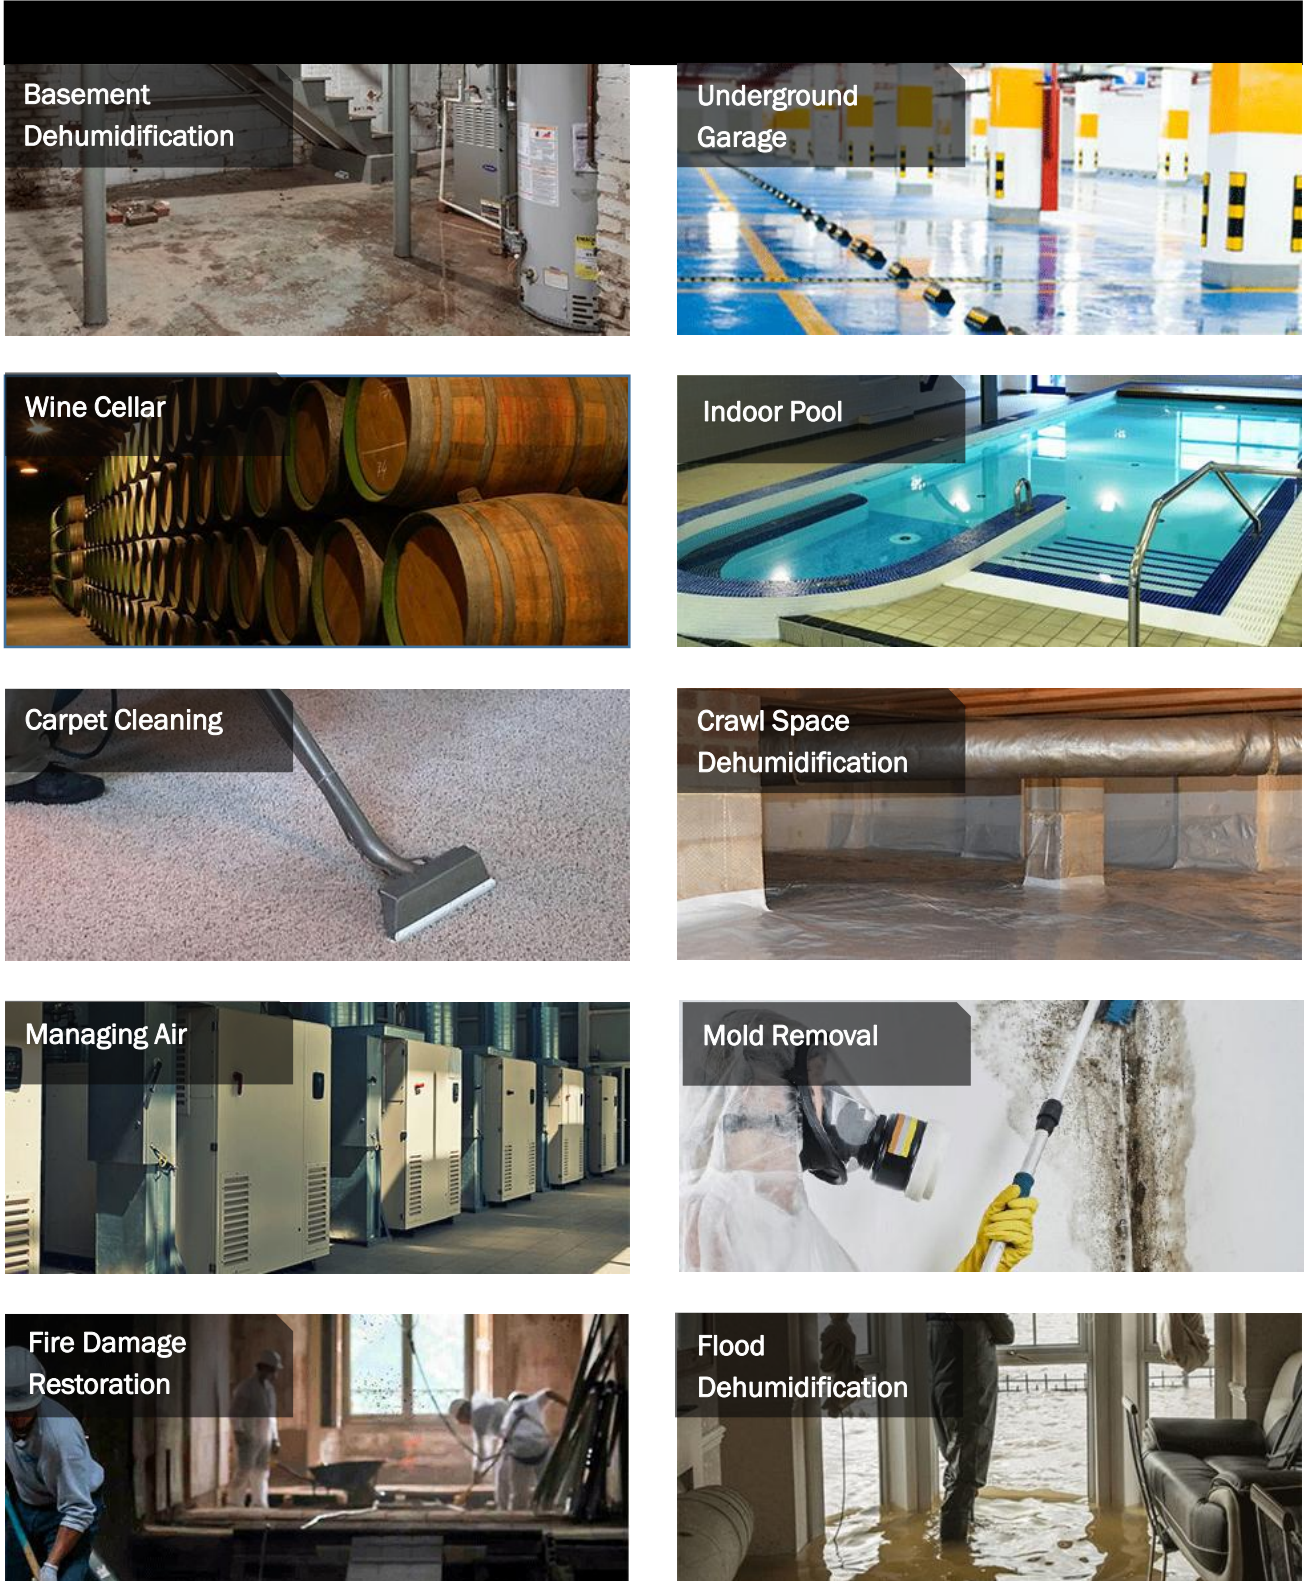 Basement
Dehumidification
Underground
Garage
Wine Cellar
Indoor Pool
Carpet Cleaning
Crawl Space
Dehumidification
Managing Air
Mold Removal
Fire Damage
Restoration
Flood
Dehumidification